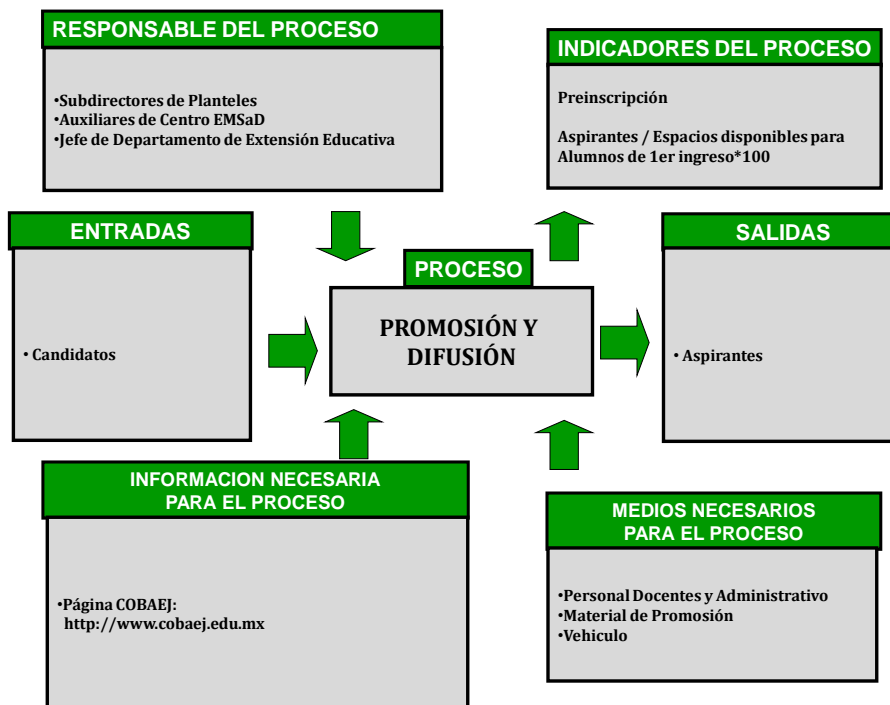 RESPONSABLE DEL PROCESO
•Subdirectores de Planteles
•Auxiliares de Centro EMSaD
•Jefe de Departamento de Extensión Educativa
INDICADORES DEL PROCESO
Preinscripción
Aspirantes / Espacios disponibles para
Alumnos de 1er ingreso*100
ENTRADAS
• Candidatos
PROCESO
PROMOSIÓN Y
DIFUSIÓN
SALIDAS
• Aspirantes
INFORMACION NECESARIA
PARA EL PROCESO
•Página COBAEJ:
http://www.cobaej.edu.mx
MEDIOS NECESARIOS
PARA EL PROCESO
•Personal Docentes y Administrativo
•Material de Promoción
•Vehiculo